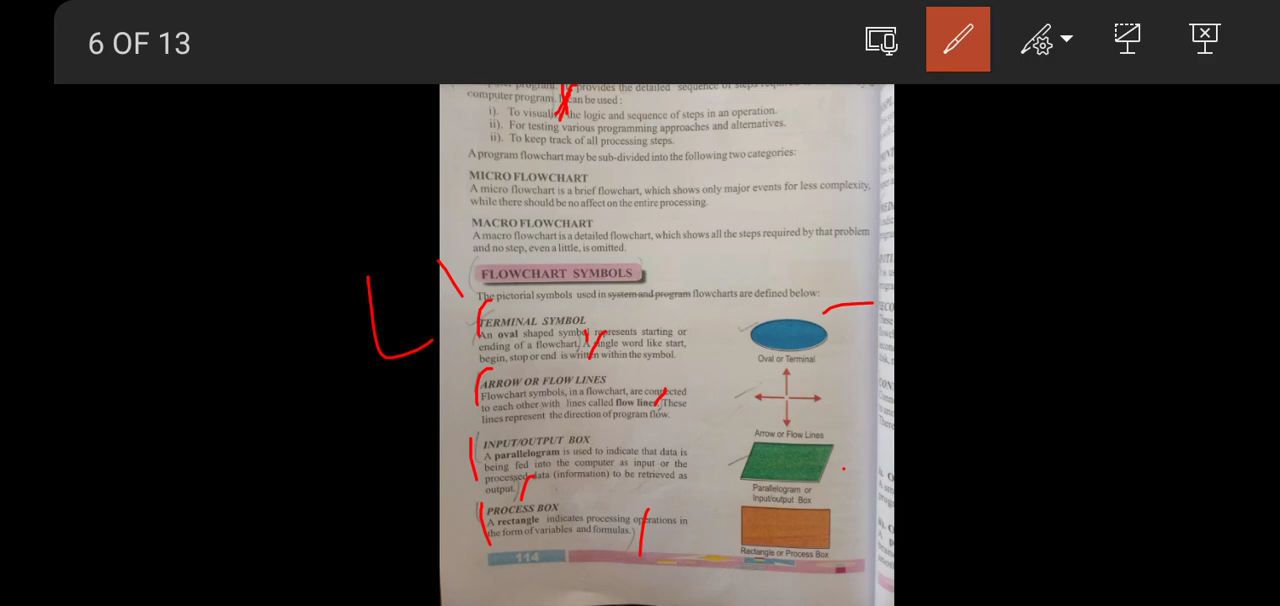 6 OF 13
program. It provides the detailed sequence of steps
computer program. It can be used :
i). To visualize the logic and sequence of steps in an operation.
ii). For testing various programming approaches and alternatives.
ii). To keep track of all processing steps.
A program flowchart may be sub-divided into the following two categories:
MICRO FLOWCHART
A micro flowchart is a brief flowchart, which shows only major events for less complexity,
while there should be no affect on the entire processing.
MACRO FLOWCHART
A macro flowchart is a detailed flowchart, which shows all the steps required by that problem
and no step, even a little, is omitted.
FLOWCHART SYMBOLS
The pictorial symbols used in system and program flowcharts are defined below:
TERMINAL SYMBOL
An oval shaped symbol represents starting or
ending of a flowchart. A single word like start,
begin, stop or end is written within the symbol.
Oval or Terminal
ARROW OR FLOW LINES
Flowchart symbols, in a flowchart, are connected
to each other with lines called flow lines. These
lines represent the direction of program flow.
Arrow or Flow Lines
INPUT/OUTPUT BOX
A parallelogram is used to indicate that data is
being fed into the computer as input or the
processed data (information) to be retrieved as
output.
Parallelogram or
Input/output Box
PROCESS BOX
A rectangle indicates processing operations in
the form of variables and formulas.
Rectangle or Process Box
114